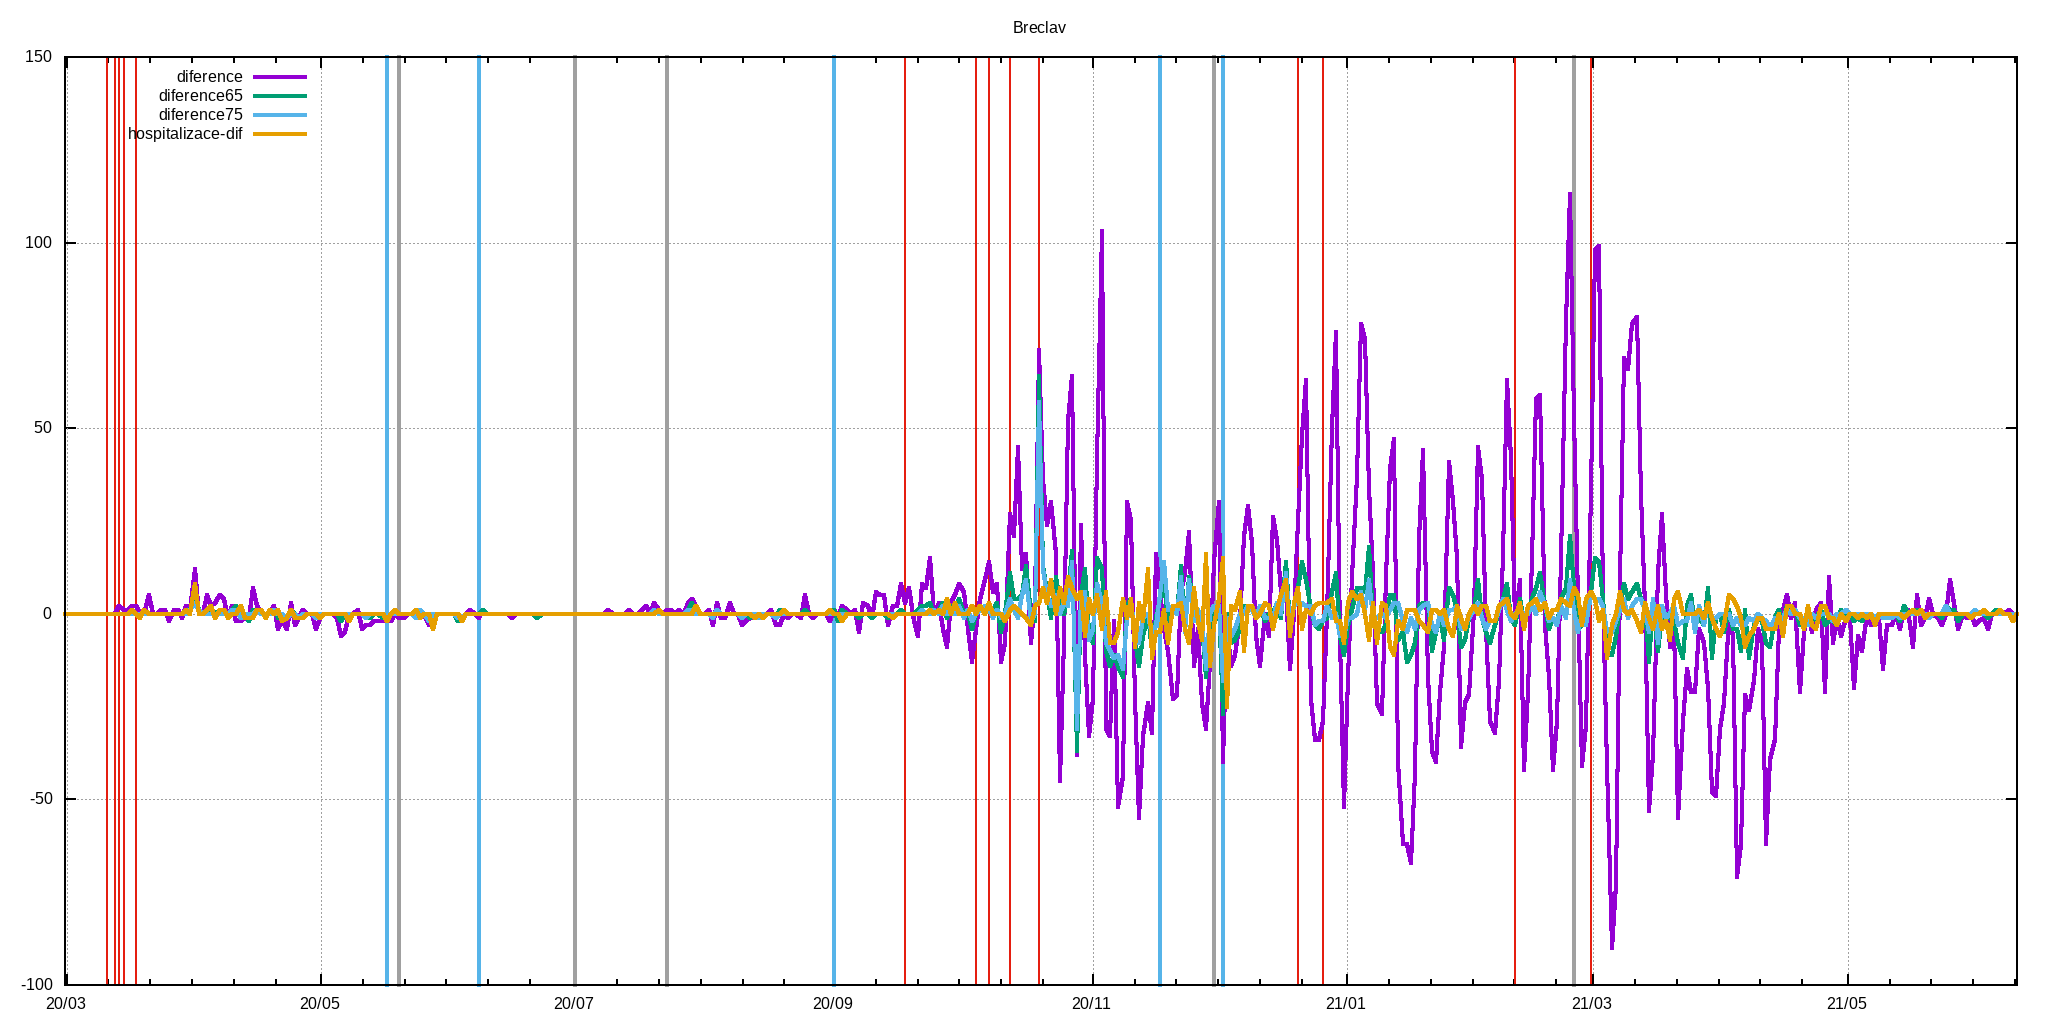 Breclav
150
diference
diference65
diference75
hospitalizace-dif
100
50
0
-50
-100
20/03 20/05 20/07 20/09 20/11 21/01 21/03 21/05